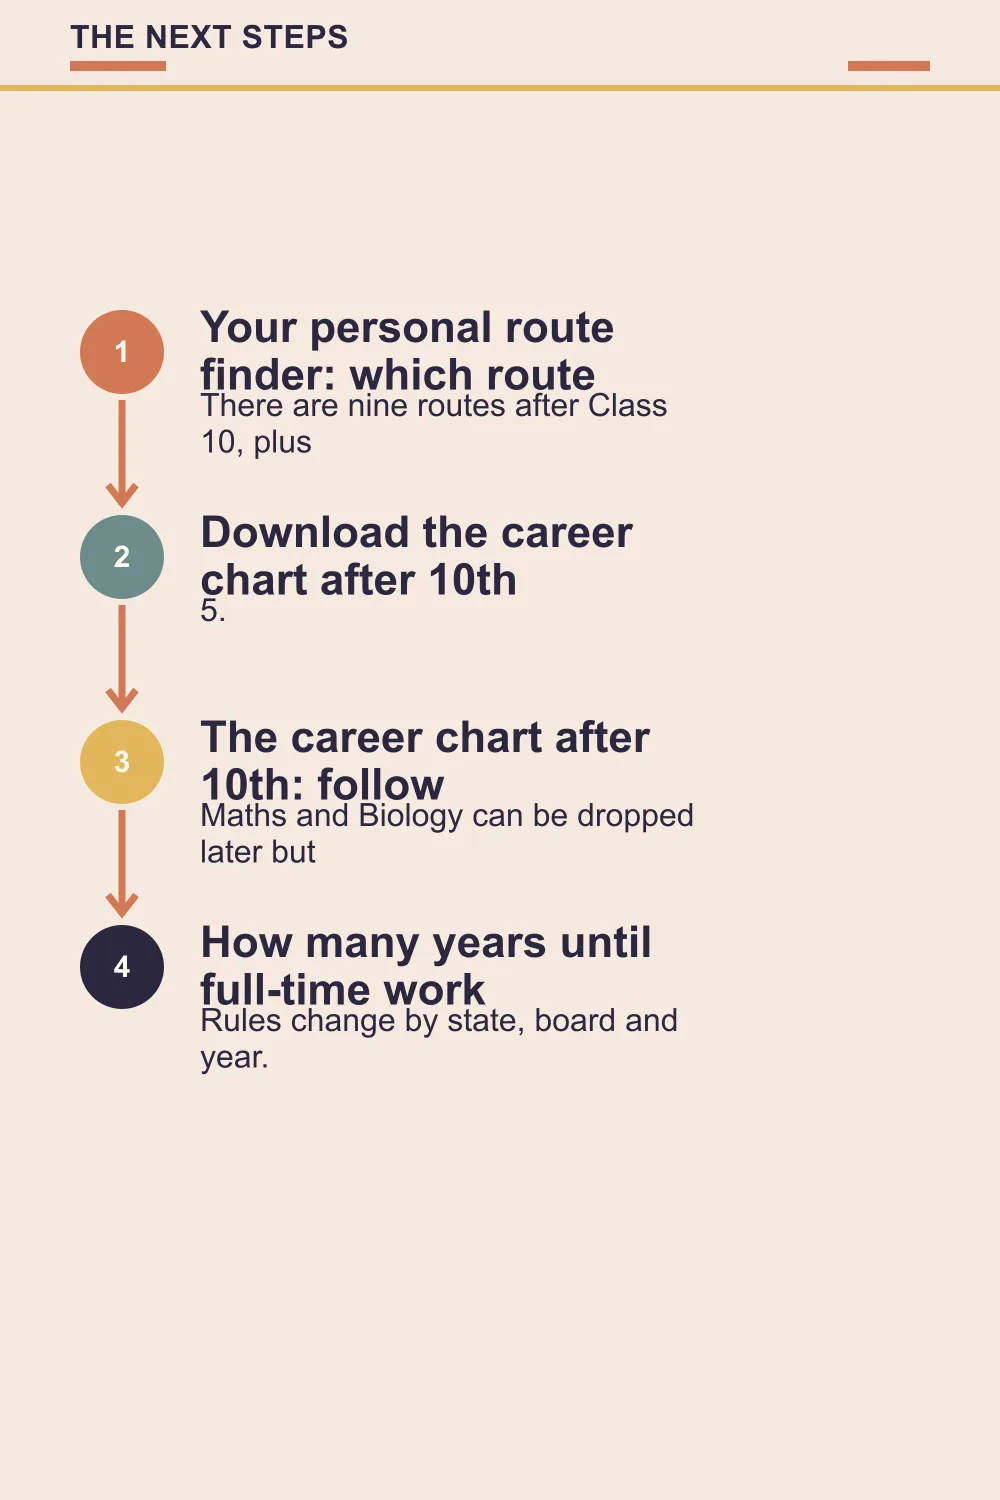 THE NEXT STEPS
1
Your personal route
finder: which route
There are nine routes after Class
10, plus
2
Download the career
chart after 10th
5.
3
The career chart after
10th: follow
Maths and Biology can be dropped
later but
4
How many years until
full-time work
Rules change by state, board and
year.